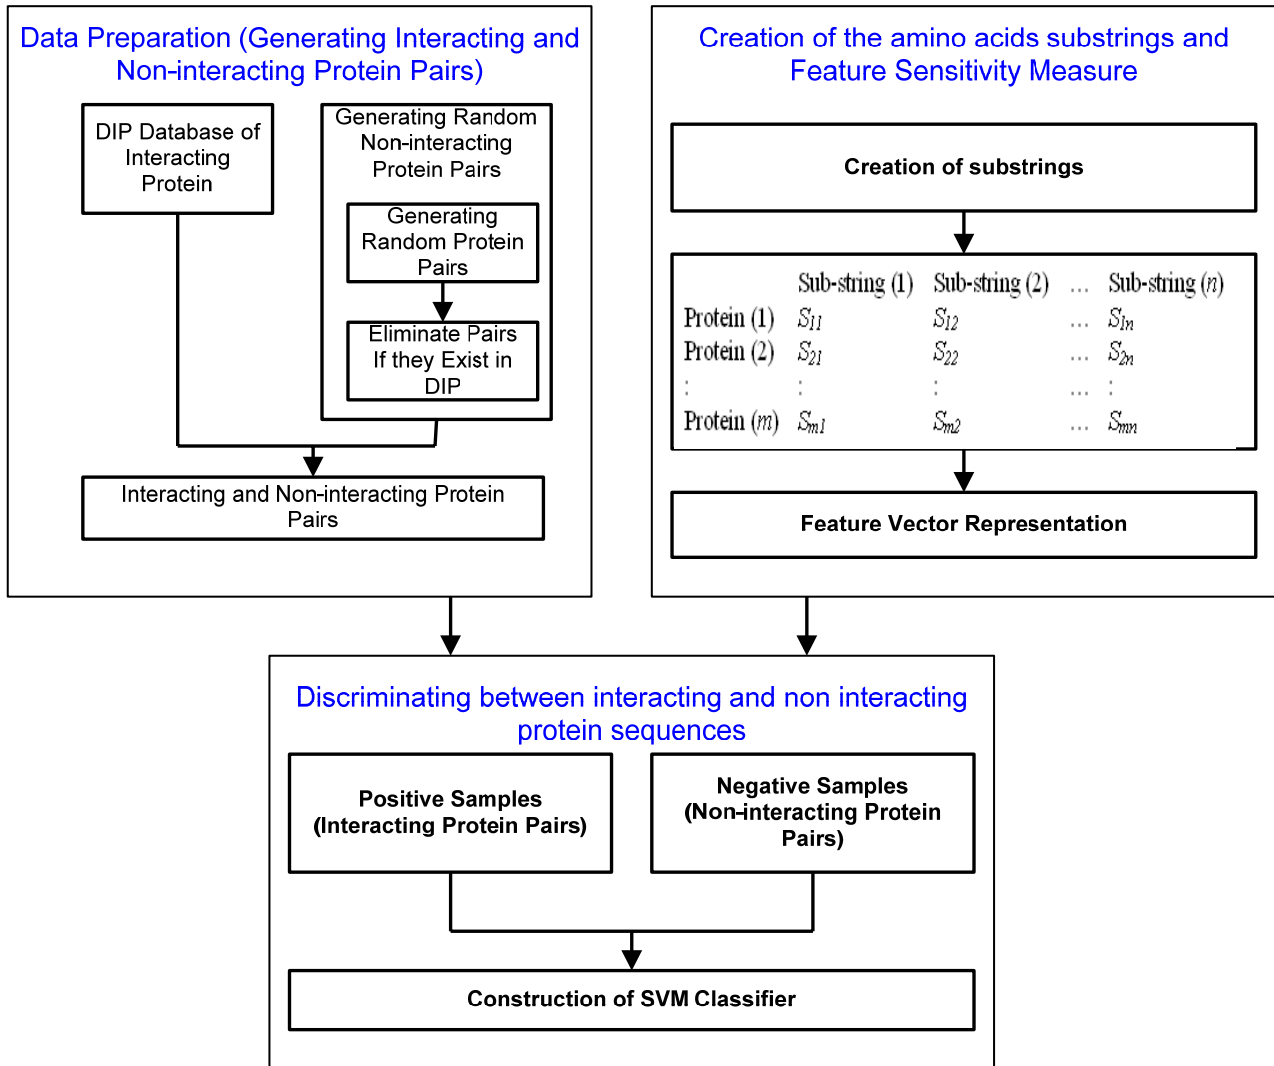 Data Preparation (Generating Interacting and
Non-interacting Protein Pairs)
DIP Database of
Interacting
Protein
Generating Random
Non-interacting
Protein Pairs
Generating
Random Protein
Pairs
Eliminate Pairs
If they Exist in
DIP
Interacting and Non-interacting Protein
Pairs
Creation of the amino acids substrings and
Feature Sensitivity Measure
Creation of substrings
Sub-string (1) Sub-string (2) ... Sub-string (n)
Protein (1) S11 S12 ... S1n
Protein (2) S21 S22 ... S2n
: : : ... :
Protein (m) Sm1 Sm2 ... Smn
Feature Vector Representation
Discriminating between interacting and non interacting
protein sequences
Positive Samples
(Interacting Protein Pairs)
Negative Samples
(Non-interacting Protein
Pairs)
Construction of SVM Classifier